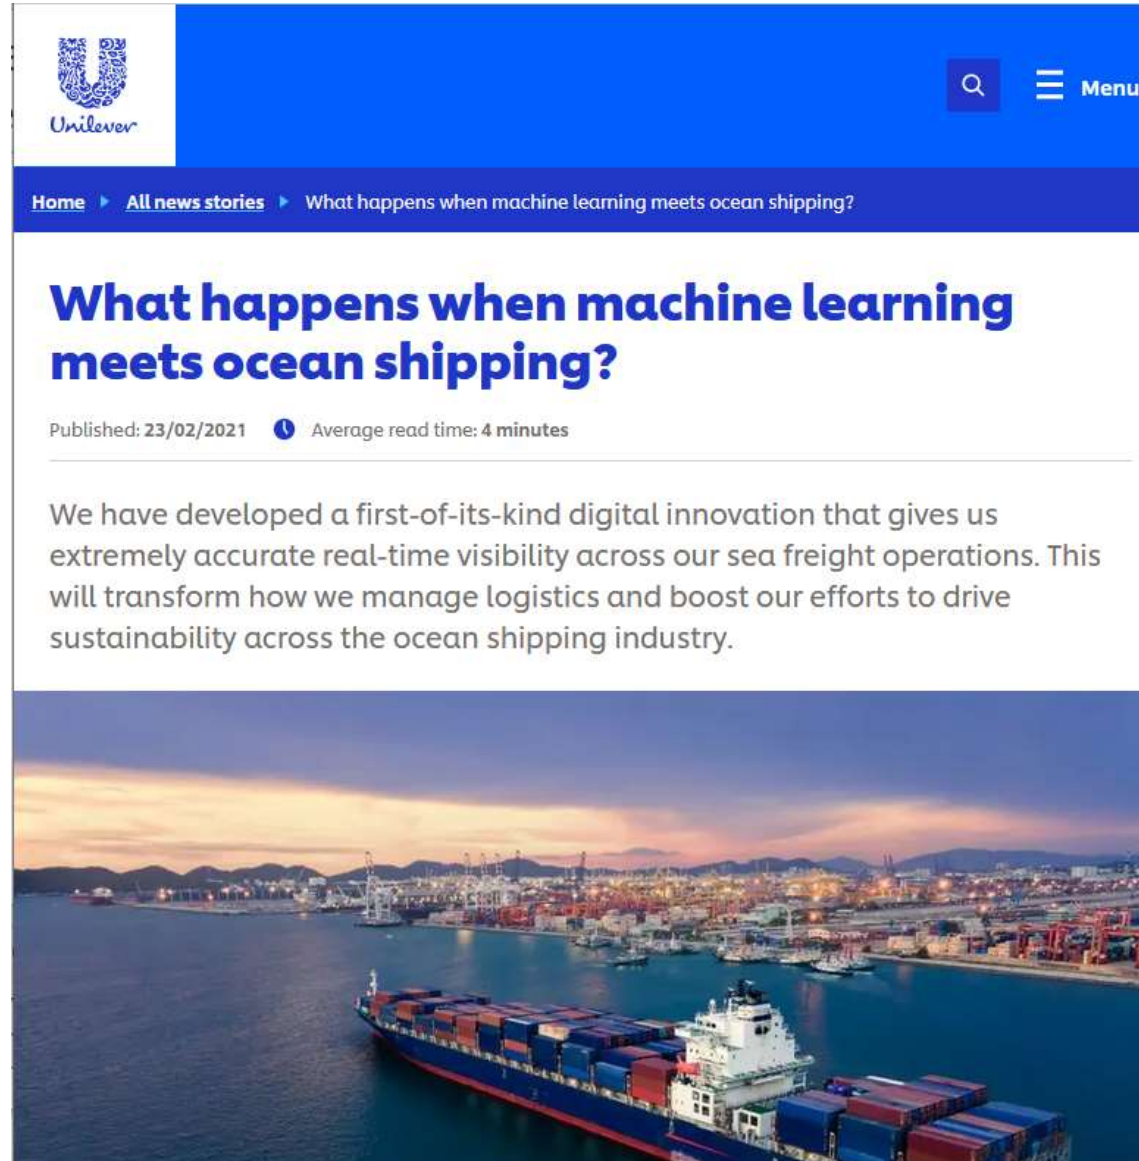 Unilever
Menu
Home All news stories What happens when machine learning meets ocean shipping?
What happens when machine learning
meets ocean shipping?
Published: 23/02/2021 Average read time: 4 minutes
We have developed a first-of-its-kind digital innovation that gives us
extremely accurate real-time visibility across our sea freight operations. This
will transform how we manage logistics and boost our efforts to drive
sustainability across the ocean shipping industry.